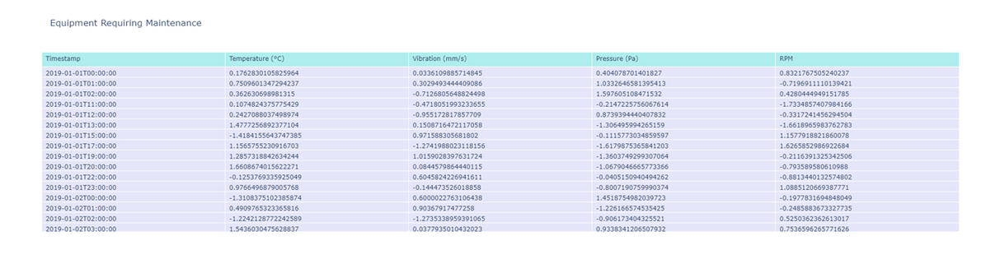 Equipment Requiring Maintenance
Timestamp Temperature (°C) Vibration (mm/s) Pressure (Pa) RPM
2019-01-01T00:00:00 0.1762830105825964 0.0336109885714845 0.404078701401827 0.8321767505240237
2019-01-01T01:00:00 0.7509601347294237 0.3029493444409086 1.0332646581395413 -0.7196911110139421
2019-01-01T02:00:00 0.362630698981315 -0.7126805648824498 1.597605108471532 0.4280444949151785
2019-01-01T11:00:00 0.1074824375775429 -0.4718051993233655 -0.2147225756067614 -1.7334857407984166
2019-01-01T12:00:00 0.2427088037498974 -0.955172817857709 0.8739394440407832 -0.3317241456294504
2019-01-01T13:00:00 1.4777256892377104 0.1508716472117058 -1.306495994265159 -1.6618965983762783
2019-01-01T15:00:00 -1.4184155643747385 0.971588305681802 -0.1115773034859597 1.1577918821860078
2019-01-01T17:00:00 1.1565755230916703 -1.2741988023118156 -1.6179875365841203 1.6265852986922684
2019-01-01T19:00:00 1.2857318842634244 1.0159028397631724 -1.3603749299307064 -0.2116391325342506
2019-01-01T20:00:00 1.6608674015622271 0.0844579864440115 -1.0679046665773366 -0.793589580610988
2019-01-01T22:00:00 -0.1253769335925049 0.6045824226941611 -0.0405150940494262 -0.8813440132574802
2019-01-01T23:00:00 0.9766496879005768 -0.144473526018858 -0.8007190759990374 1.0885120669387771
2019-01-02T00:00:00 -1.3108375102385874 0.6000022763106438 1.4518754982039723 -0.1977831694848049
2019-01-02T01:00:00 0.4909765323365816 0.90367917477258 -1.226166574535425 -0.2485883673327735
2019-01-02T02:00:00 -1.2242128772242589 -1.2735338959391065 -0.906173404325521 0.5250362362613017
2019-01-02T03:00:00 1.5436030475628837 0.0377935010432023 0.9338341206507932 0.7536596265771626